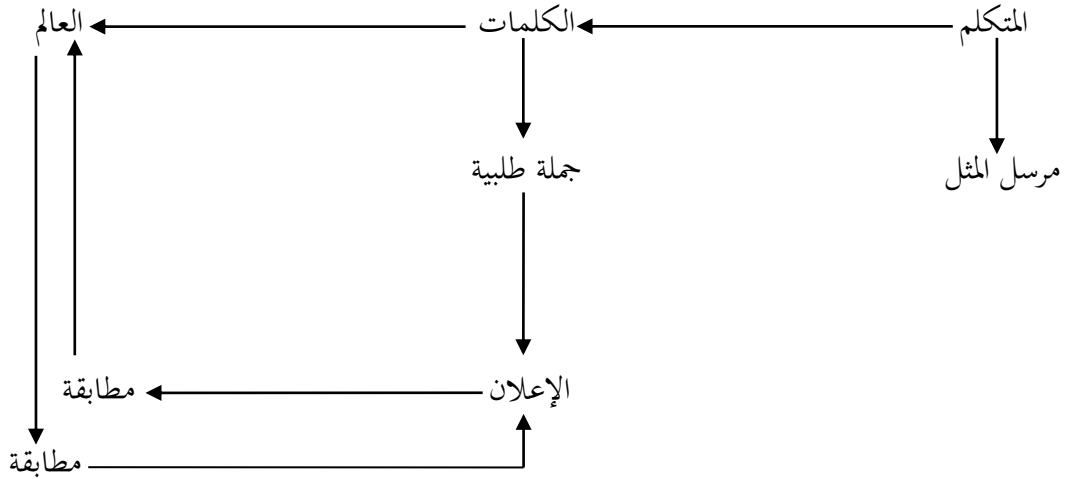 المتكلم الكلمات العالم
مرسل المثل
جملة طلبية
الإعلان مطابقة
مطابقة